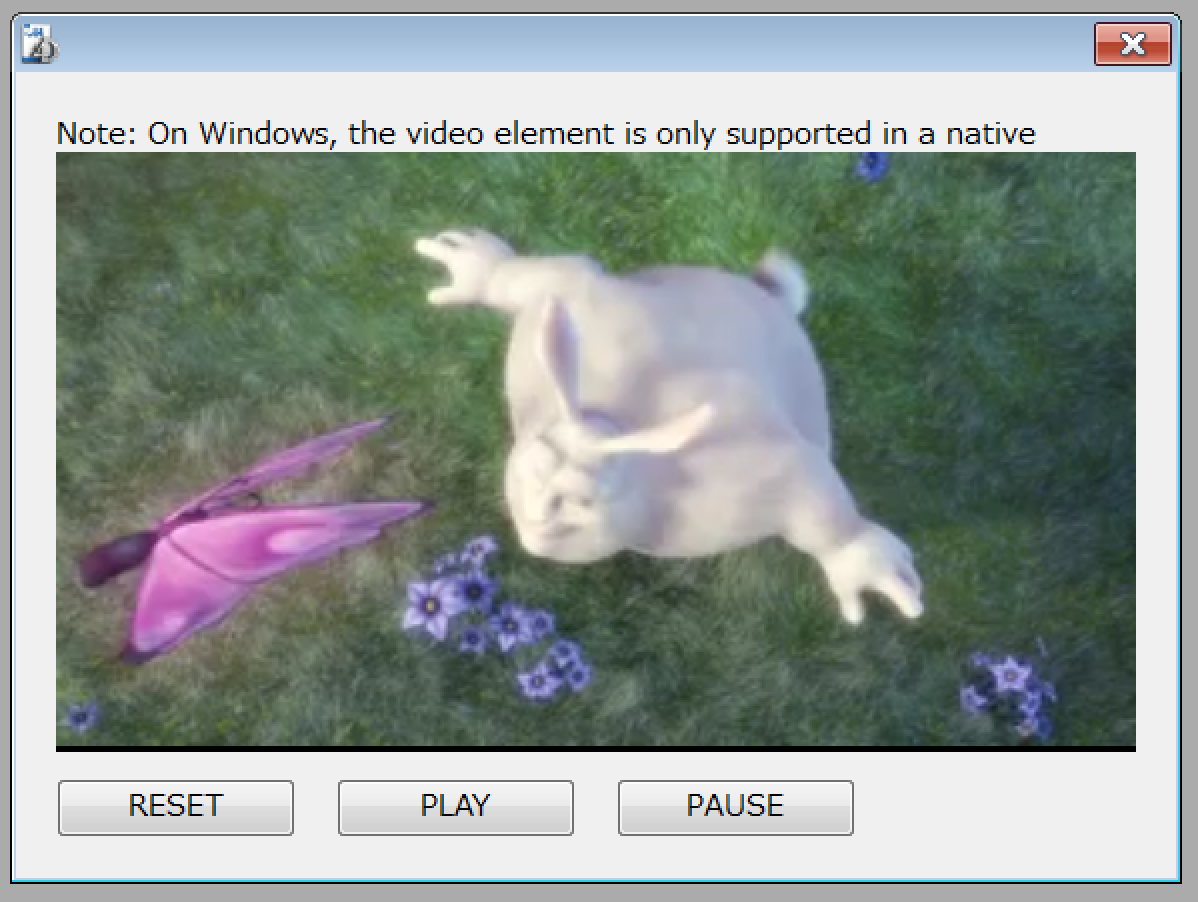 Note: On Windows, the video element is only supported in a native
RESET PLAY PAUSE